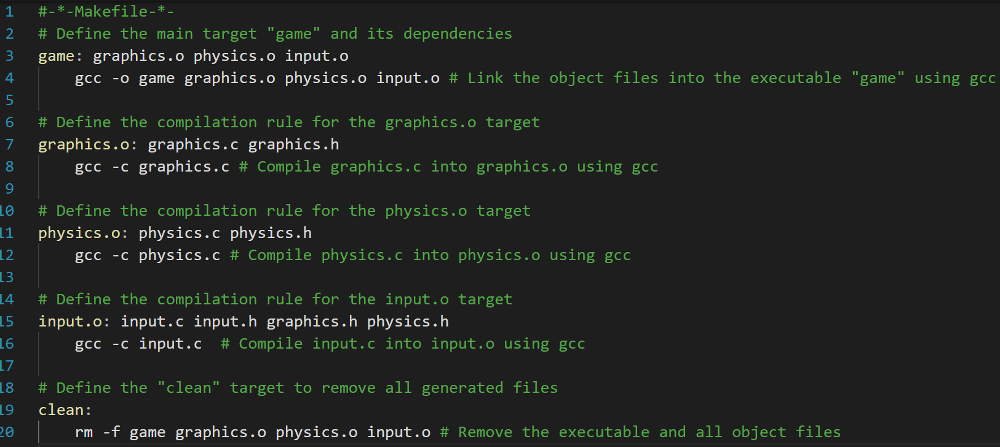 1 #-*-Makefile-*-
2 # Define the main target "game" and its dependencies
3 game: graphics.o physics.o input.o
4 gcc -o game graphics.o physics.o input.o # Link the object files into the executable "game" using gcc
5
6 # Define the compilation rule for the graphics.o target
7 graphics.o: graphics.c graphics.h
8 gcc -c graphics.c # Compile graphics.c into graphics.o using gcc
9
10 # Define the compilation rule for the physics.o target
11 physics.o: physics.c physics.h
12 gcc -c physics.c # Compile physics.c into physics.o using gcc
13
14 # Define the compilation rule for the input.o target
15 input.o: input.c input.h graphics.h physics.h
16 gcc -c input.c  # Compile input.c into input.o using gcc
17
18 # Define the "clean" target to remove all generated files
19 clean:
20 rm -f game graphics.o physics.o input.o # Remove the executable and all object files